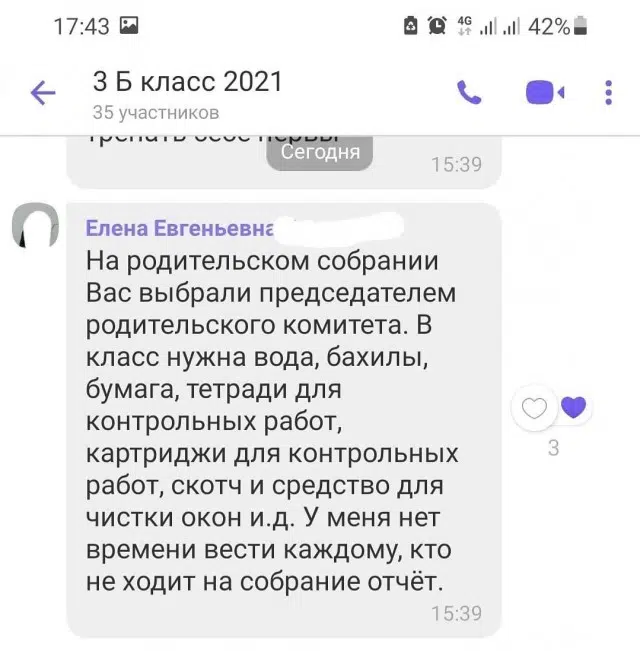 17:43 4G 42%
3 Б класс 2021
35 участников
Сегодня
15:39
Елена Евгеньевна
На родительском собрании
Вас выбрали председателем
родительского комитета. В
класс нужна вода, бахилы,
бумага, тетради для
контрольных работ,
картриджи для контрольных
работ, скотч и средство для
чистки окон и.д. У меня нет
времени вести каждому, кто
не ходит на собрание отчёт.
3
15:39